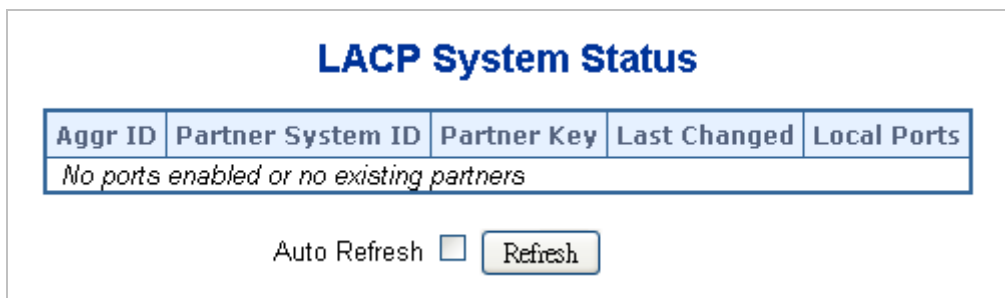 LACP System Status
Aggr ID Partner System ID Partner Key Last Changed Local Ports
No ports enabled or no existing partners
Auto Refresh Refresh